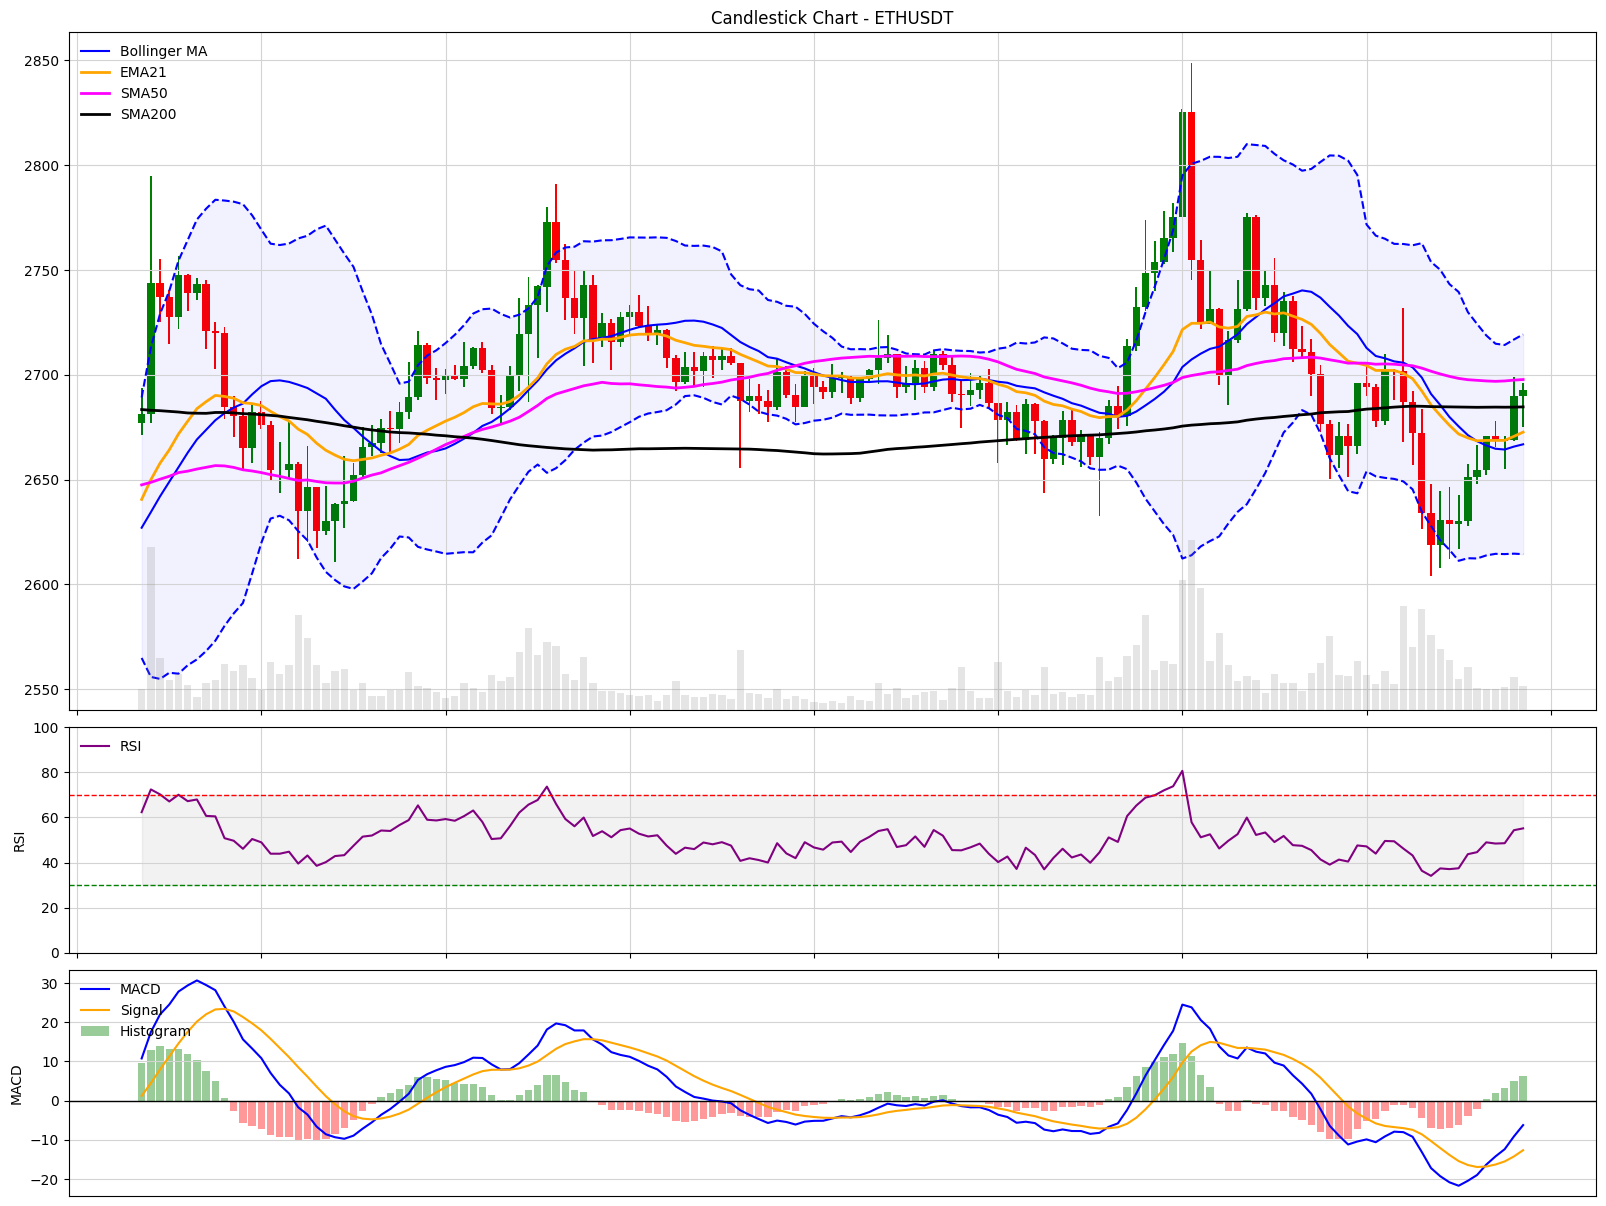 Candlestick Chart - ETHUSDT
Bollinger MA
EMA21
SMA50
SMA200
2850
2800
2750
2700
2650
2600
2550
RSI
100
80
60
40
20
0
RSI
MACD
Signal
Histogram
30
20
10
0
−10
−20
MACD